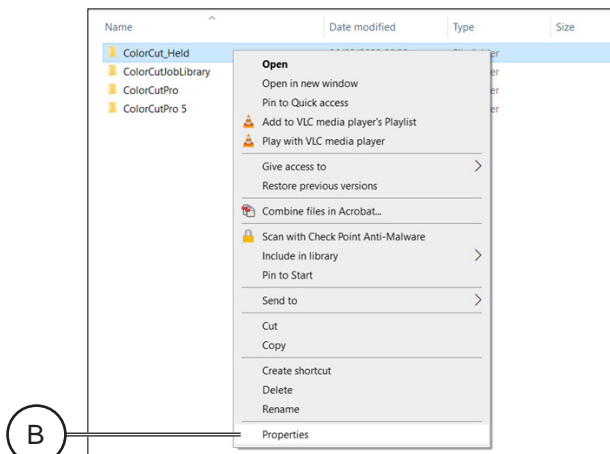 Name Date modified Type Size
ColorCut_Held
ColorCutJobLibrary
ColorCutPro
ColorCutPro 5
Open
Open in new window
Pin to Quick access
Add to VLC media player's Playlist
Play with VLC media player
Give access to
Restore previous versions
Combine files in Acrobat...
Scan with Check Point Anti-Malware
Include in library
Pin to Start
Send to
Cut
Copy
Create shortcut
Delete
Rename
B Properties